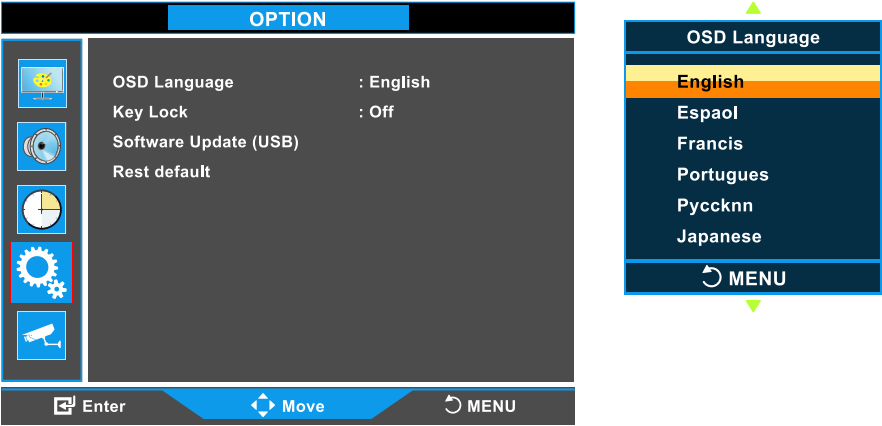 OPTION
OSD Language : English
Key Lock : Off
Software Update (USB)
Rest default
Enter Move MENU
OSD Language
English
Espaol
Francis
Portugues
Pyccknn
Japanese
MENU